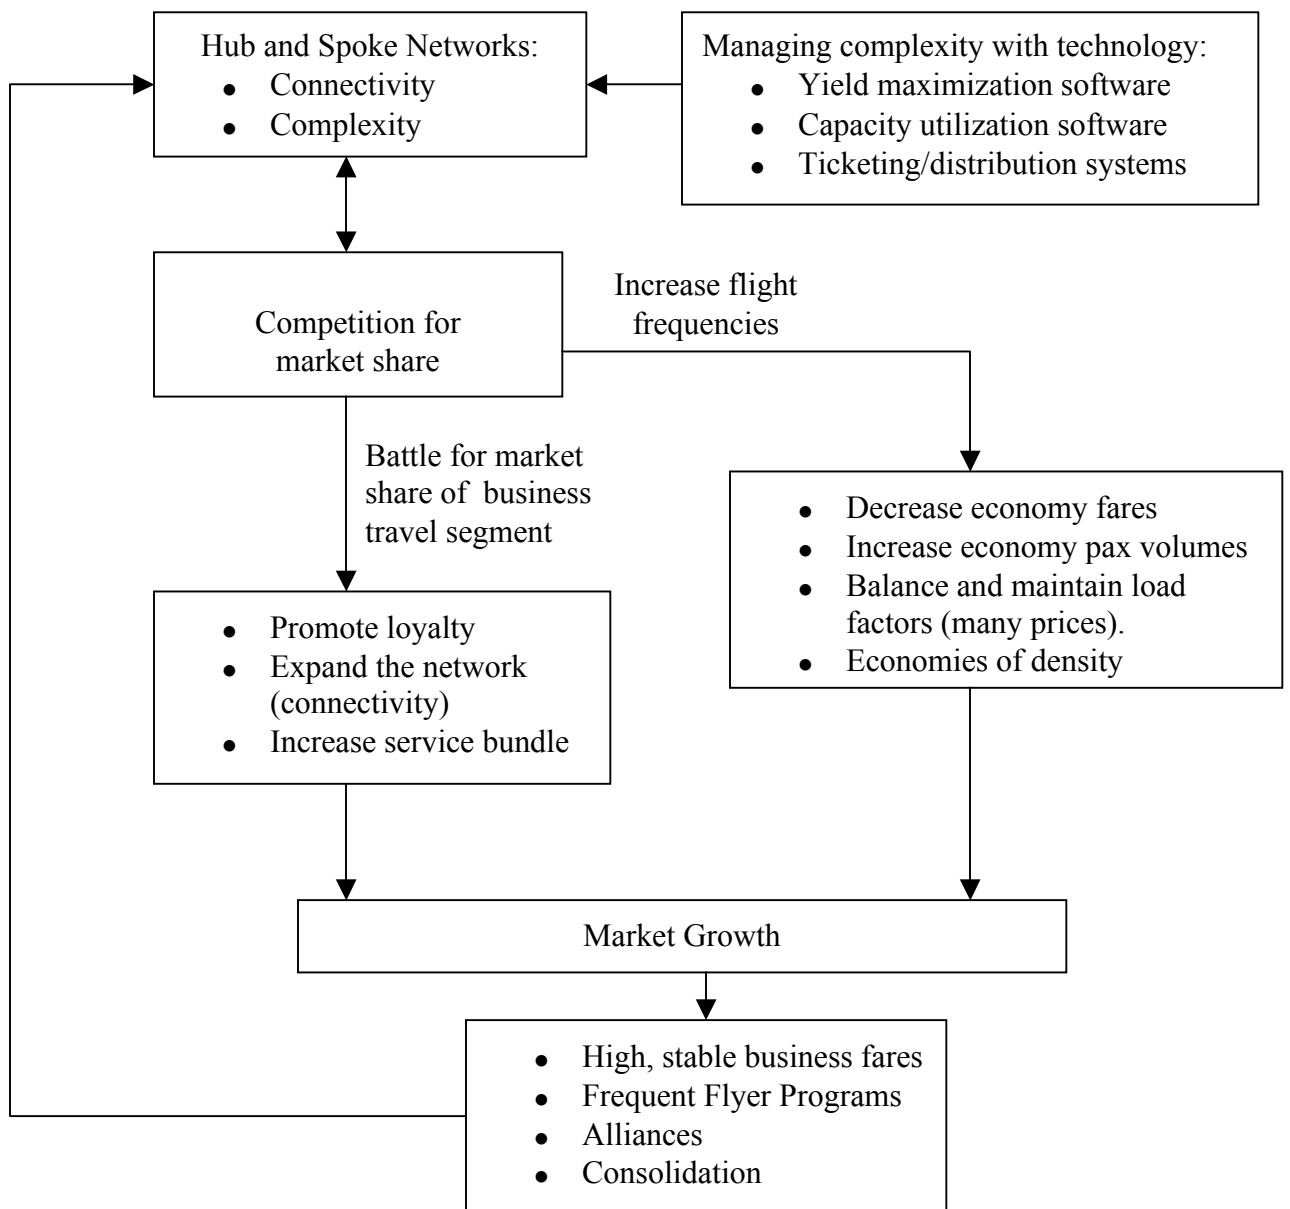 Hub and Spoke Networks:
● Connectivity
● Complexity
Managing complexity with technology:
● Yield maximization software
● Capacity utilization software
● Ticketing/distribution systems
Competition for
market share
Increase flight
frequencies
Battle for market
share of business
travel segment
● Decrease economy fares
● Increase economy pax volumes
● Balance and maintain load
factors (many prices).
● Economies of density
● Promote loyalty
● Expand the network
(connectivity)
● Increase service bundle
Market Growth
● High, stable business fares
● Frequent Flyer Programs
● Alliances
● Consolidation